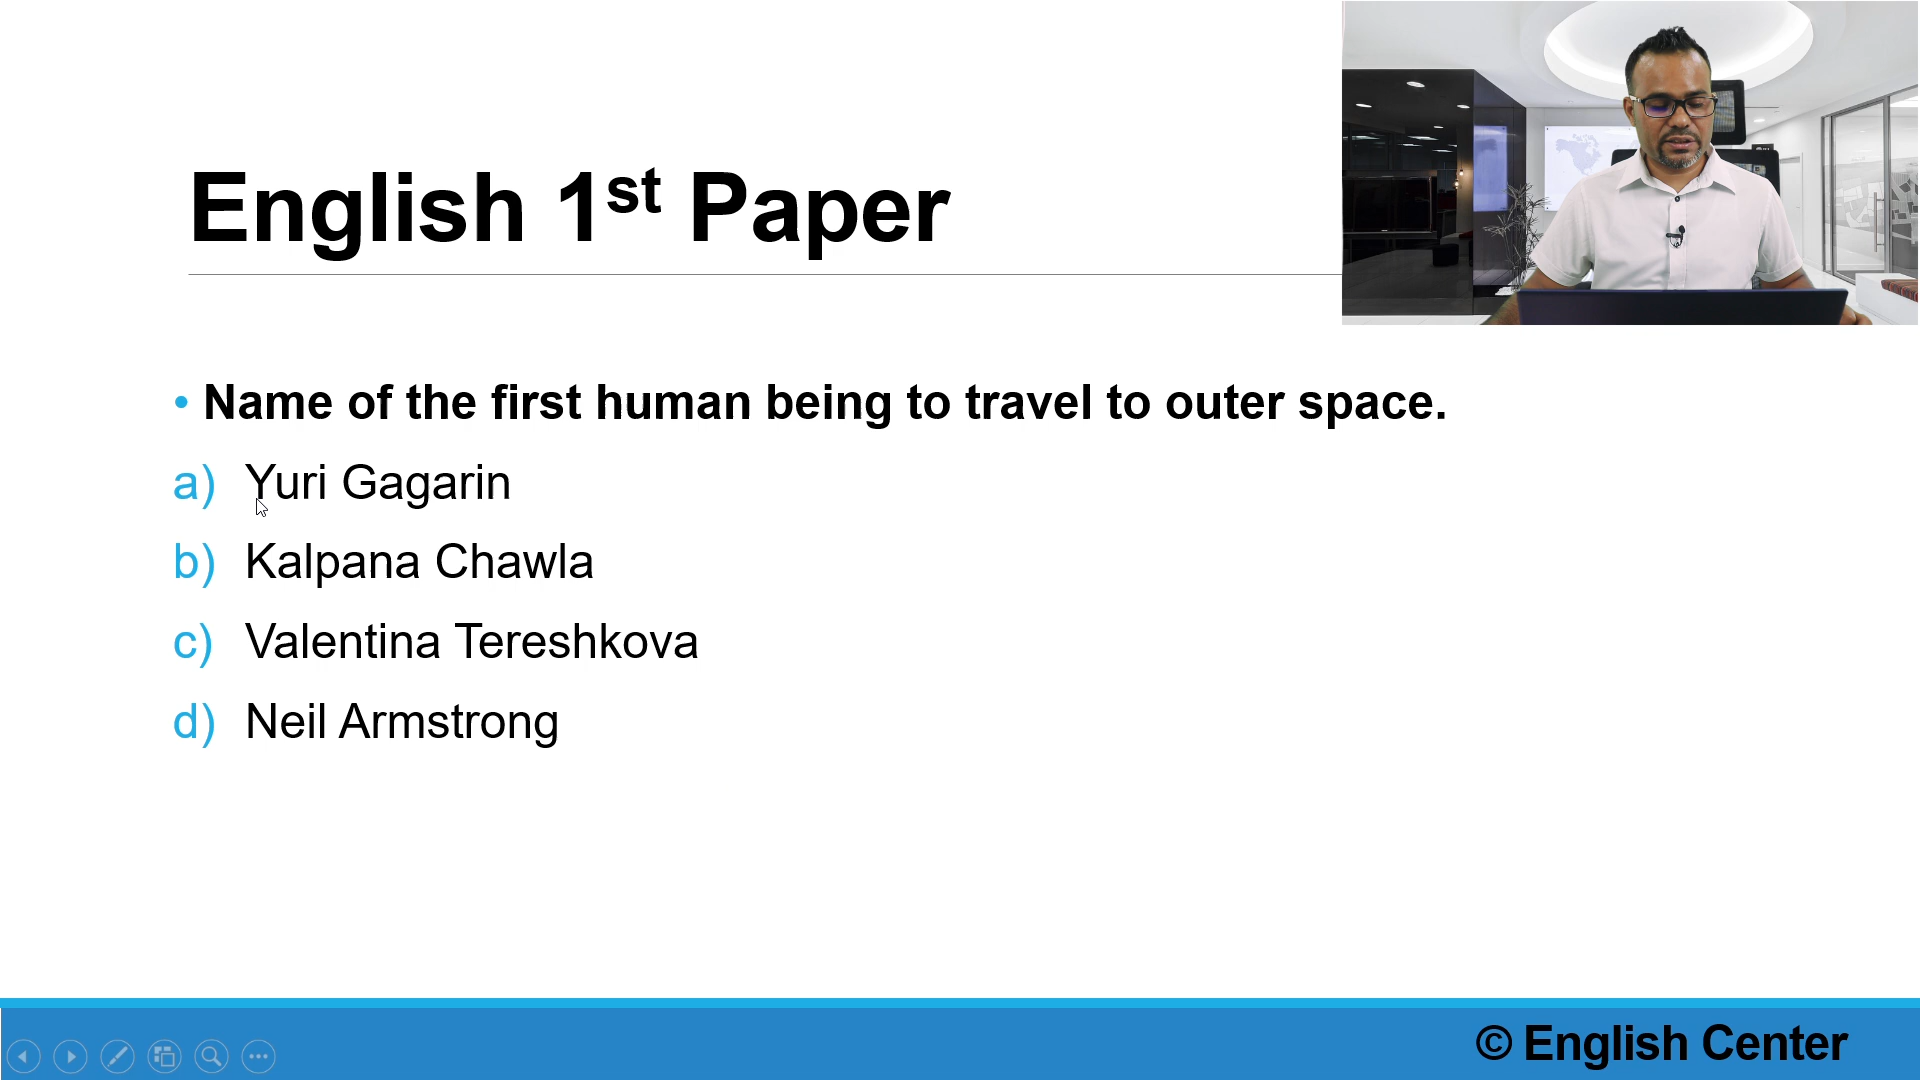 English 1st Paper
• Name of the first human being to travel to outer space.
a) Yuri Gagarin
b) Kalpana Chawla
c) Valentina Tereshkova
d) Neil Armstrong
© English Center